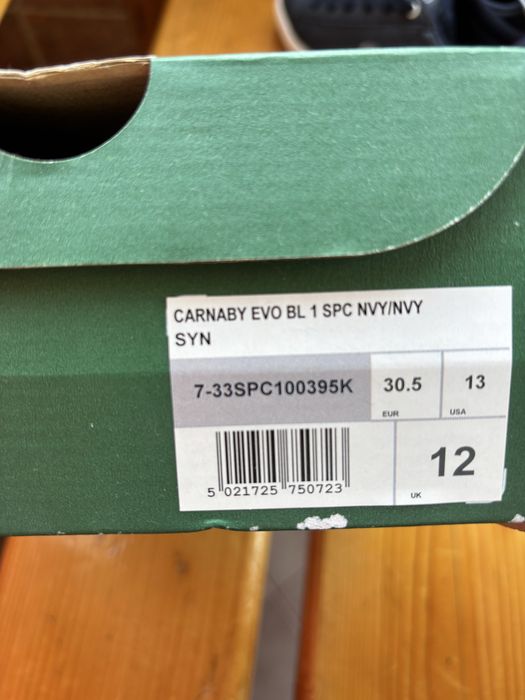 CARNABY EVO BL 1 SPC NVY/NVY
SYN
7-33SPC100395K
30.5
EUR
13
USA
5 021725 750723
12
UK